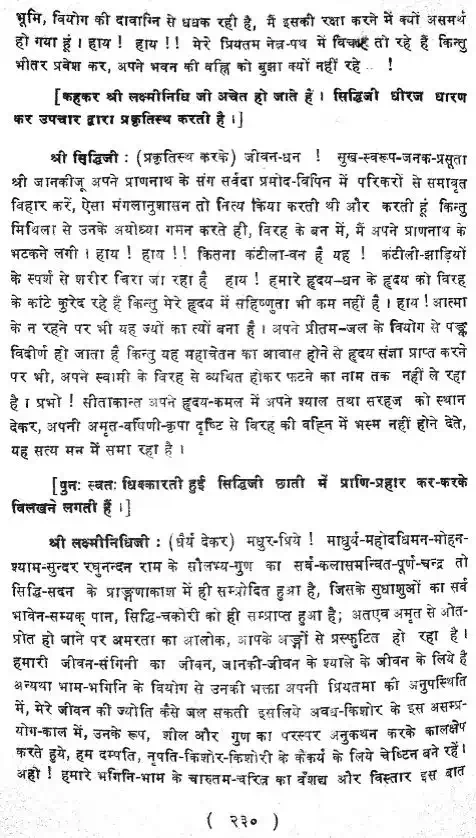 भूमि, वियोग की दावाग्नि से धधक रही है, मैं इसकी रक्षा करने में क्यों असमर्थ
हो गया हूं । हाय ! हाय !! मेरे प्रियतम नेत्र-पथ में विचर तो रहे हैं किन्तु
भीतर प्रवेश कर, अपने भवन की वह्नि को बुझा क्यों नहीं रहे . . !
[कहकर श्री लक्ष्मीनिधि जी अचेत हो जाते हैं । सिद्धिजी धीरज धारण
कर उपचार द्वारा प्रकृतिस्थ करती है ।]
श्री सिद्धिजी : (प्रकृतिस्थ करके) जीवन-धन ! सुख-स्वरूप-जनक-प्रसूता
श्री जानकीजू अपने प्राणनाथ के संग सर्वदा प्रमोद-विपिन में परिकरों से समावृत
विहार करें, ऐसा मंगलानुशासन तो नित्य किया करती थी और करती हूं किन्तु
मिथिला से उनके अयोध्या गमन करते ही, विरह के बन में, मैं अपने प्राणनाथ के
भटकने लगी । हाय ! हाय !! कितना कंटीला-वन है यह ! कंटीली-झाड़ियों
के स्पर्श से शरीर चिरा जा रहा है हाय ! हमारे हृदय-धन के हृदय को विरह
के कांटे कुरेद रहे हैं किन्तु मेरे हृदय में सहिष्णुता भी कम नहीं है । हाय ! आत्मा
के न रहने पर भी यह ज्यों का त्यों बना है । अपने प्रीतम-जल के वियोग से पङ्क
विदीर्ण हो जाता है किन्तु यह महाचेतन का आवास होने से हृदय संज्ञा प्राप्त करने
पर भी, अपने स्वामी के विरह से व्यथित होकर फटने का नाम तक नहीं ले रहा
है । प्रभो ! सीताकान्त अपने हृदय-कमल में अपने श्याल तथा सरहज को स्थान
देकर, अपनी अमृत-वर्षिणी-कृपा दृष्टि से विरह की वह्नि में भस्म नहीं होने देते,
यह सत्य मन में समा रहा है ।
[पुनः स्वतः धिक्कारती हुई सिद्धिजी छाती में प्राणि-प्रहार कर-करके
विलखने लगती हैं ।]
श्री लक्ष्मीनिधिजी : (धैर्य देकर) मधुर-प्रिये ! माधुर्य-महोदधिमन-मोहन-
श्याम-सुन्दर रघुनन्दन राम के सौलभ्य-गुण का सर्व-कलासमन्वित-पूर्ण-चन्द्र तो
सिद्धि-सदन के प्राङ्गणाकाश में ही सम्प्रोदित हुआ है, जिसके सुधाशुओं का सर्व
भावेन-सम्यक् पान, सिद्धि-चकोरी को ही सम्प्राप्त हुआ है; अतएव अमृत से ओत-
प्रोत हो जाने पर अमरता का आलोक, आपके अङ्गों से प्रस्फुटित हो रहा है ।
हमारी जीवन-संगिनी का जीवन, जानकी-जीवन के श्याले के जीवन के लिये है
अन्यथा भाम-भगिनि के वियोग से उनकी भक्ता अपनी प्रियतमा की अनुपस्थिति
में, मेरे जीवन की ज्योति कैसे जल सकती इसलिये अवध-किशोर के इस असम्प्र-
योग-काल में, उनके रूप, शील और गुण का परस्पर अनुकथन करके कालक्षेप
करते हुये, हम दम्पति, नृपति-किशोर-किशोरी के कैंकर्य के लिये चेष्टित बने रहें ।
अहो ! हमारे भगिनि-भाम के चारुतम-चरित्र का वैशद्य और विस्तार इस बात
( २३० )